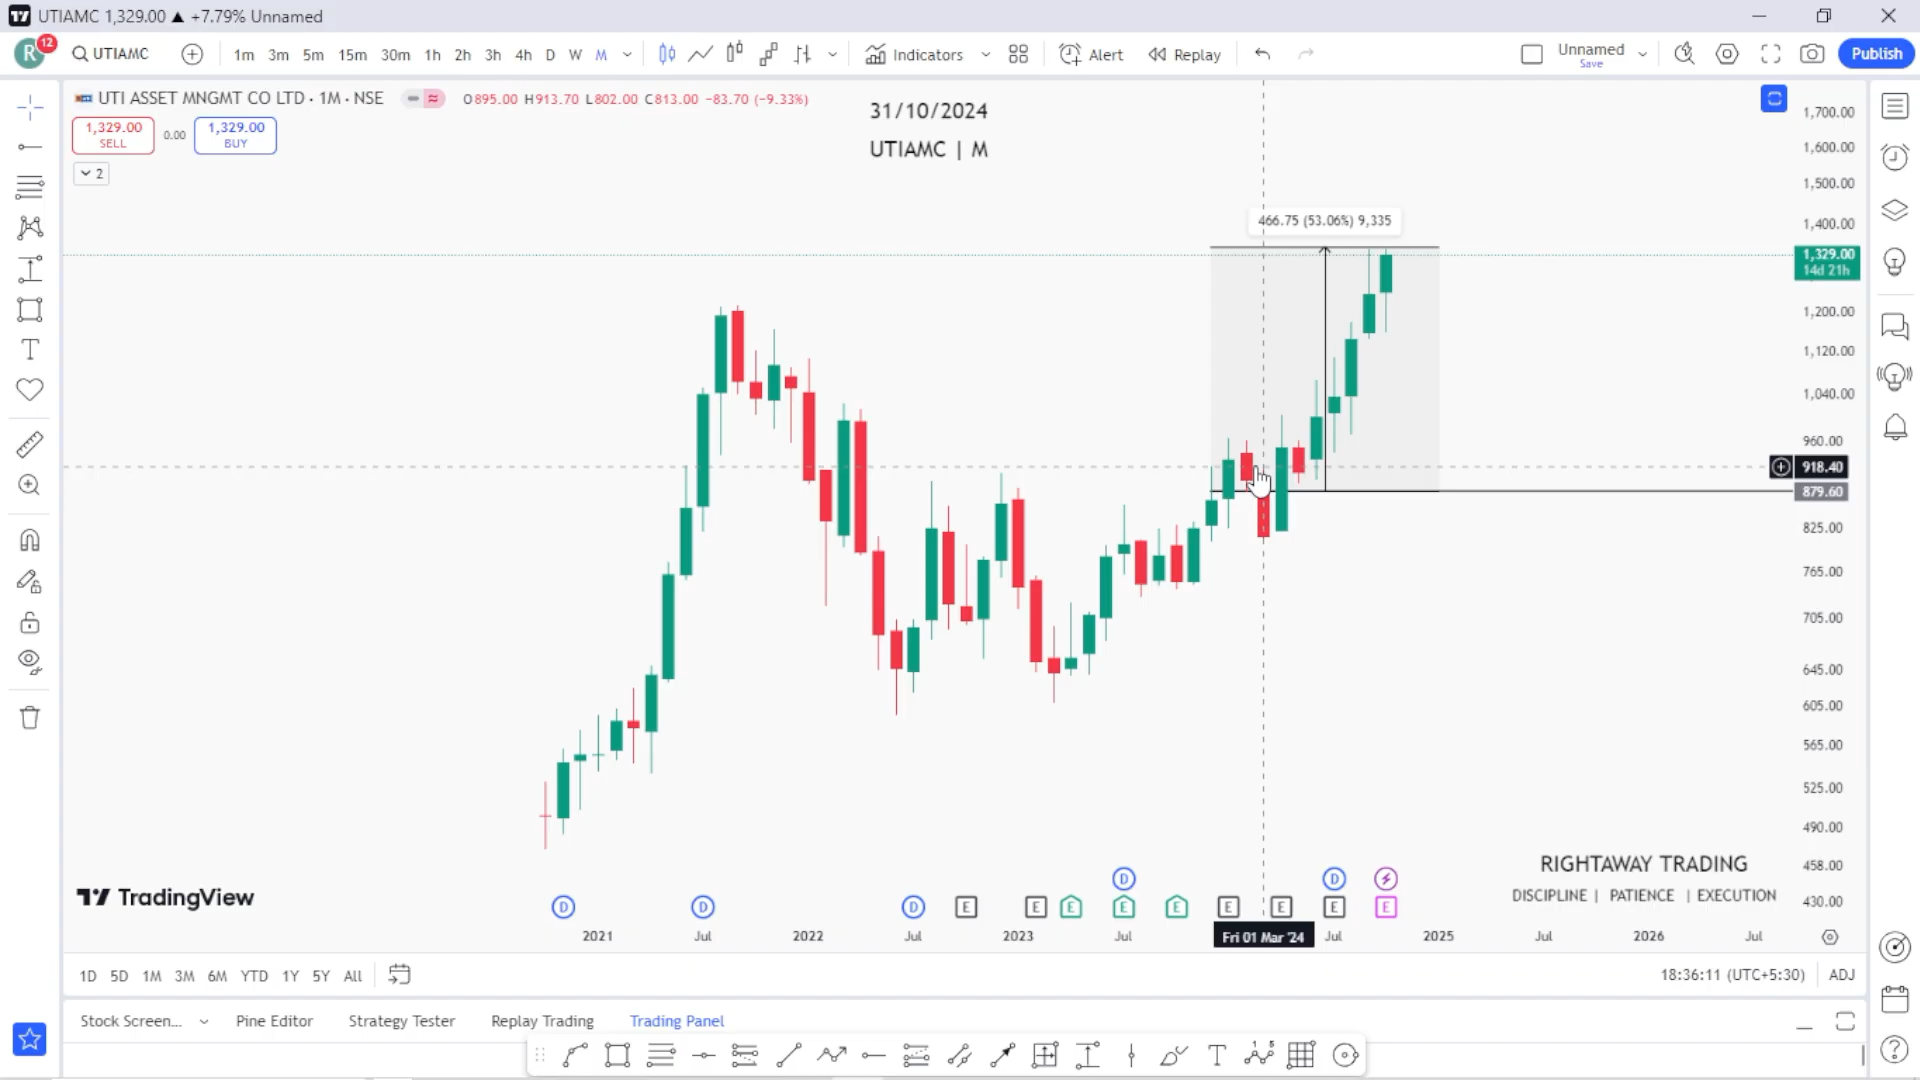 UTIAMC 1,329.00 ▲ +7.79% Unnamed
R 12 UTIAMC 1m 3m 5m 15m 30m 1h 2h 3h 4h D W M Indicators Alert Replay Unnamed Save Publish
UTI ASSET MNGMT CO LTD · 1M · NSE O895.00 H913.70 L802.00 C813.00 −83.70 (−9.33%)
1,329.00 SELL 0.00 1,329.00 BUY
2
31/10/2024
UTIAMC | M
466.75 (53.06%) 9,335
1,700.00
1,600.00
1,500.00
1,400.00
1,329.00
14d 21h
1,200.00
1,120.00
1,040.00
960.00
918.40
879.60
825.00
765.00
705.00
645.00
605.00
565.00
525.00
490.00
458.00
430.00
RIGHTAWAY TRADING
DISCIPLINE | PATIENCE | EXECUTION
TradingView
D D E
D D D E E E E E E E E E
2021 Jul 2022 Jul 2023 Jul Fri 01 Mar '24 Jul 2025 Jul 2026 Jul
1D 5D 1M 3M 6M YTD 1Y 5Y All 18:36:11 (UTC+5:30) ADJ
Stock Screen... Pine Editor Strategy Tester Replay Trading Trading Panel